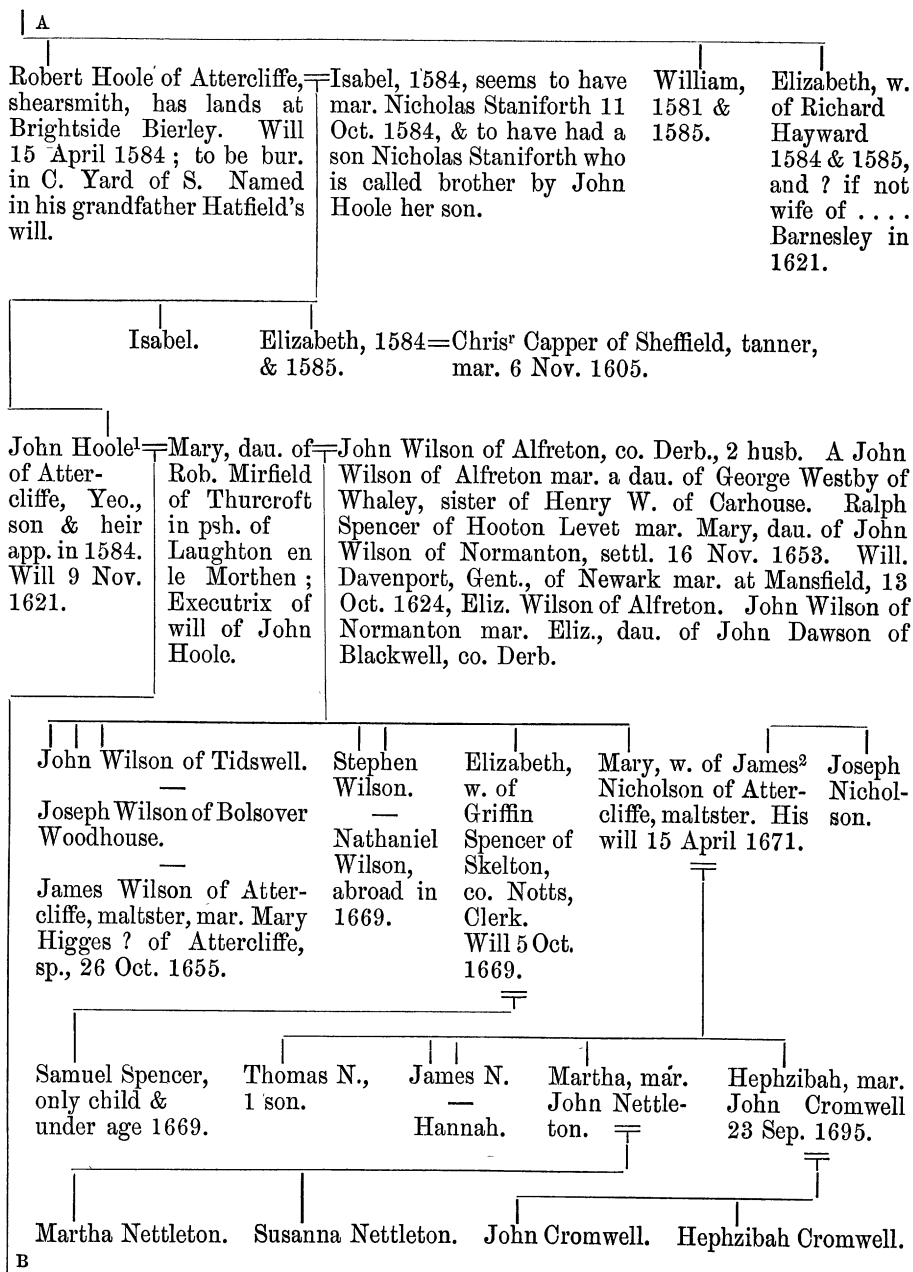 A
Robert Hoole of Attercliffe,
shearsmith, has lands at
Brightside Bierley. Will
15 April 1584; to be bur.
in C. Yard of S. Named
in his grandfather Hatfield's
will.
Isabel, 1584, seems to have
mar. Nicholas Staniforth 11
Oct. 1584, & to have had a
son Nicholas Staniforth who
is called brother by John
Hoole her son.
William,
1581 &
1585.
Elizabeth, w.
of Richard
Hayward
1584 & 1585,
and ? if not
wife of ....
Barnesley in
1621.
Isabel.
Elizabeth, 1584
& 1585.
Chrisʳ Capper of Sheffield, tanner,
mar. 6 Nov. 1605.
John Hoole¹
of Atter-
cliffe, Yeo.,
son & heir
app. in 1584.
Will 9 Nov.
1621.
Mary, dau. of
Rob. Mirfield
of Thurcroft
in psh. of
Laughton en
le Morthen;
Executrix of
will of John
Hoole.
John Wilson of Alfreton, co. Derb., 2 husb. A John
Wilson of Alfreton mar. a dau. of George Westby of
Whaley, sister of Henry W. of Carhouse. Ralph
Spencer of Hooton Levet mar. Mary, dau. of John
Wilson of Normanton, settl. 16 Nov. 1653. Will.
Davenport, Gent., of Newark mar. at Mansfield, 13
Oct. 1624, Eliz. Wilson of Alfreton. John Wilson of
Normanton mar. Eliz., dau. of John Dawson of
Blackwell, co. Derb.
John Wilson of Tidswell.
—
Joseph Wilson of Bolsover
Woodhouse.
—
James Wilson of Atter-
cliffe, maltster, mar. Mary
Higges ? of Attercliffe,
sp., 26 Oct. 1655.
Stephen
Wilson.
—
Nathaniel
Wilson,
abroad in
1669.
Elizabeth,
w. of
Griffin
Spencer of
Skelton,
co. Notts,
Clerk.
Will 5 Oct.
1669.
Mary, w. of James²
Nicholson of Atter-
cliffe, maltster. His
will 15 April 1671.
Joseph
Nichol-
son.
Samuel Spencer,
only child &
under age 1669.
Thomas N.,
1 son.
James N.
—
Hannah.
Martha, mar.
John Nettle-
ton.
Hephzibah, mar.
John Cromwell
23 Sep. 1695.
Martha Nettleton.
Susanna Nettleton.
John Cromwell.
Hephzibah Cromwell.
B